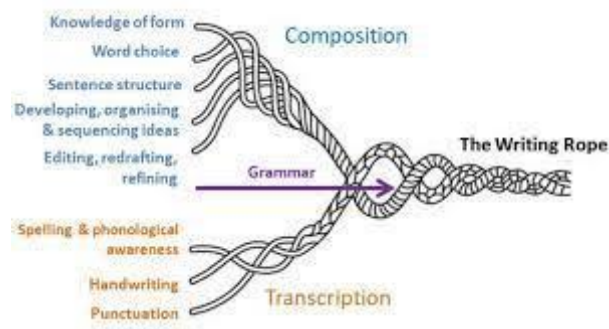 Knowledge of form
Word choice
Sentence structure
Developing, organising
& sequencing ideas
Editing, redrafting,
refining
Composition
Grammar
The Writing Rope
Spelling & phonological
awareness
Handwriting
Punctuation
Transcription